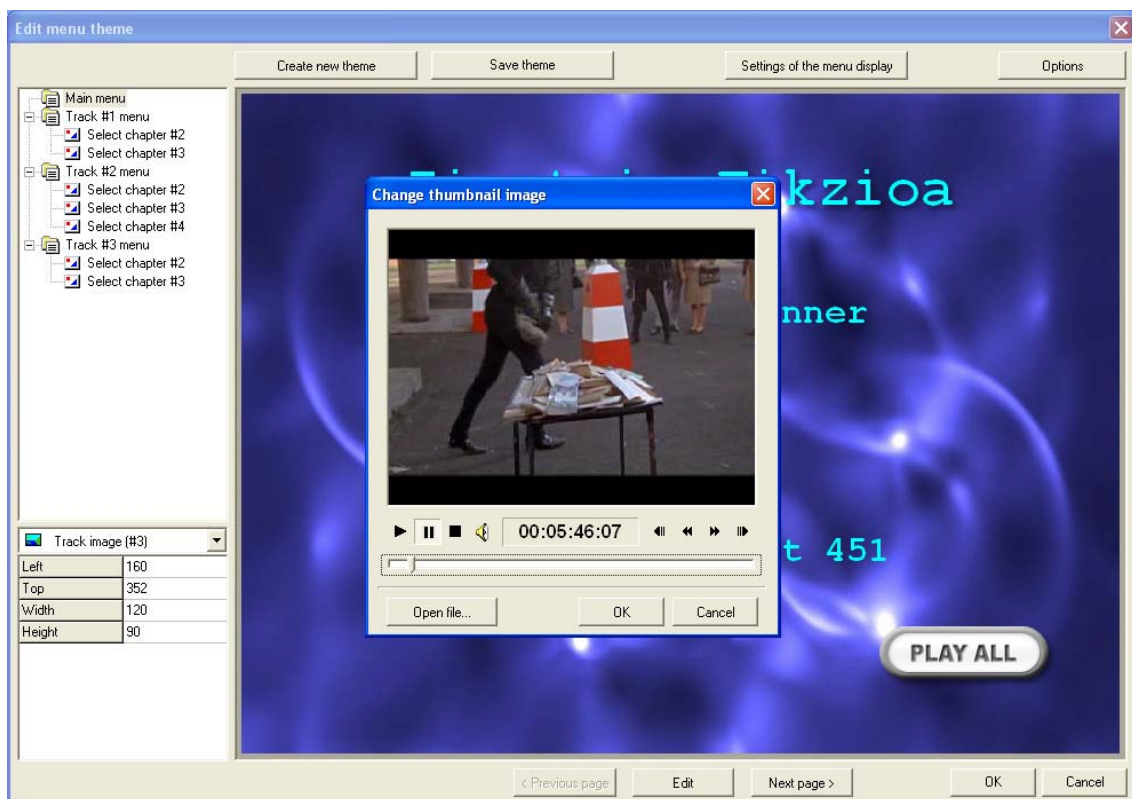 Edit menu theme
Create new theme
Save theme
Settings of the menu display
Options
Main menu
Track #1 menu
Select chapter #2
Select chapter #3
Track #2 menu
Select chapter #2
Select chapter #3
Select chapter #4
Track #3 menu
Select chapter #2
Select chapter #3
Track image (#3)
Left 160
Top 352
Width 120
Height 90
Change thumbnail image
00:05:46:07
Open file...
OK
Cancel
451
PLAY ALL
< Previous page
Edit
Next page >
OK
Cancel